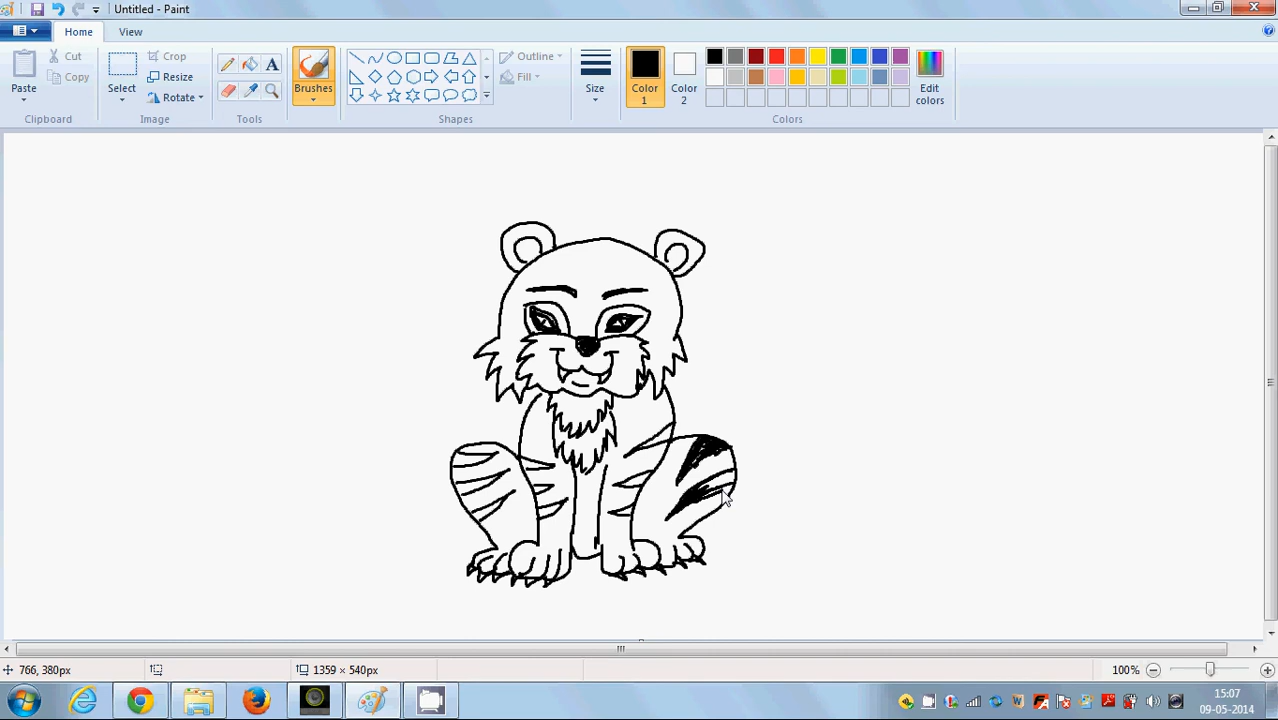 Untitled - Paint
Home View
Paste
Cut
Copy
Clipboard
Select
Crop
Resize
Rotate
Image
A
Tools
Brushes
Outline
Fill
Shapes
Size
Color 1
Color 2
Edit colors
Colors
766, 380px
1359 × 540px
100%
15:07
09-05-2014